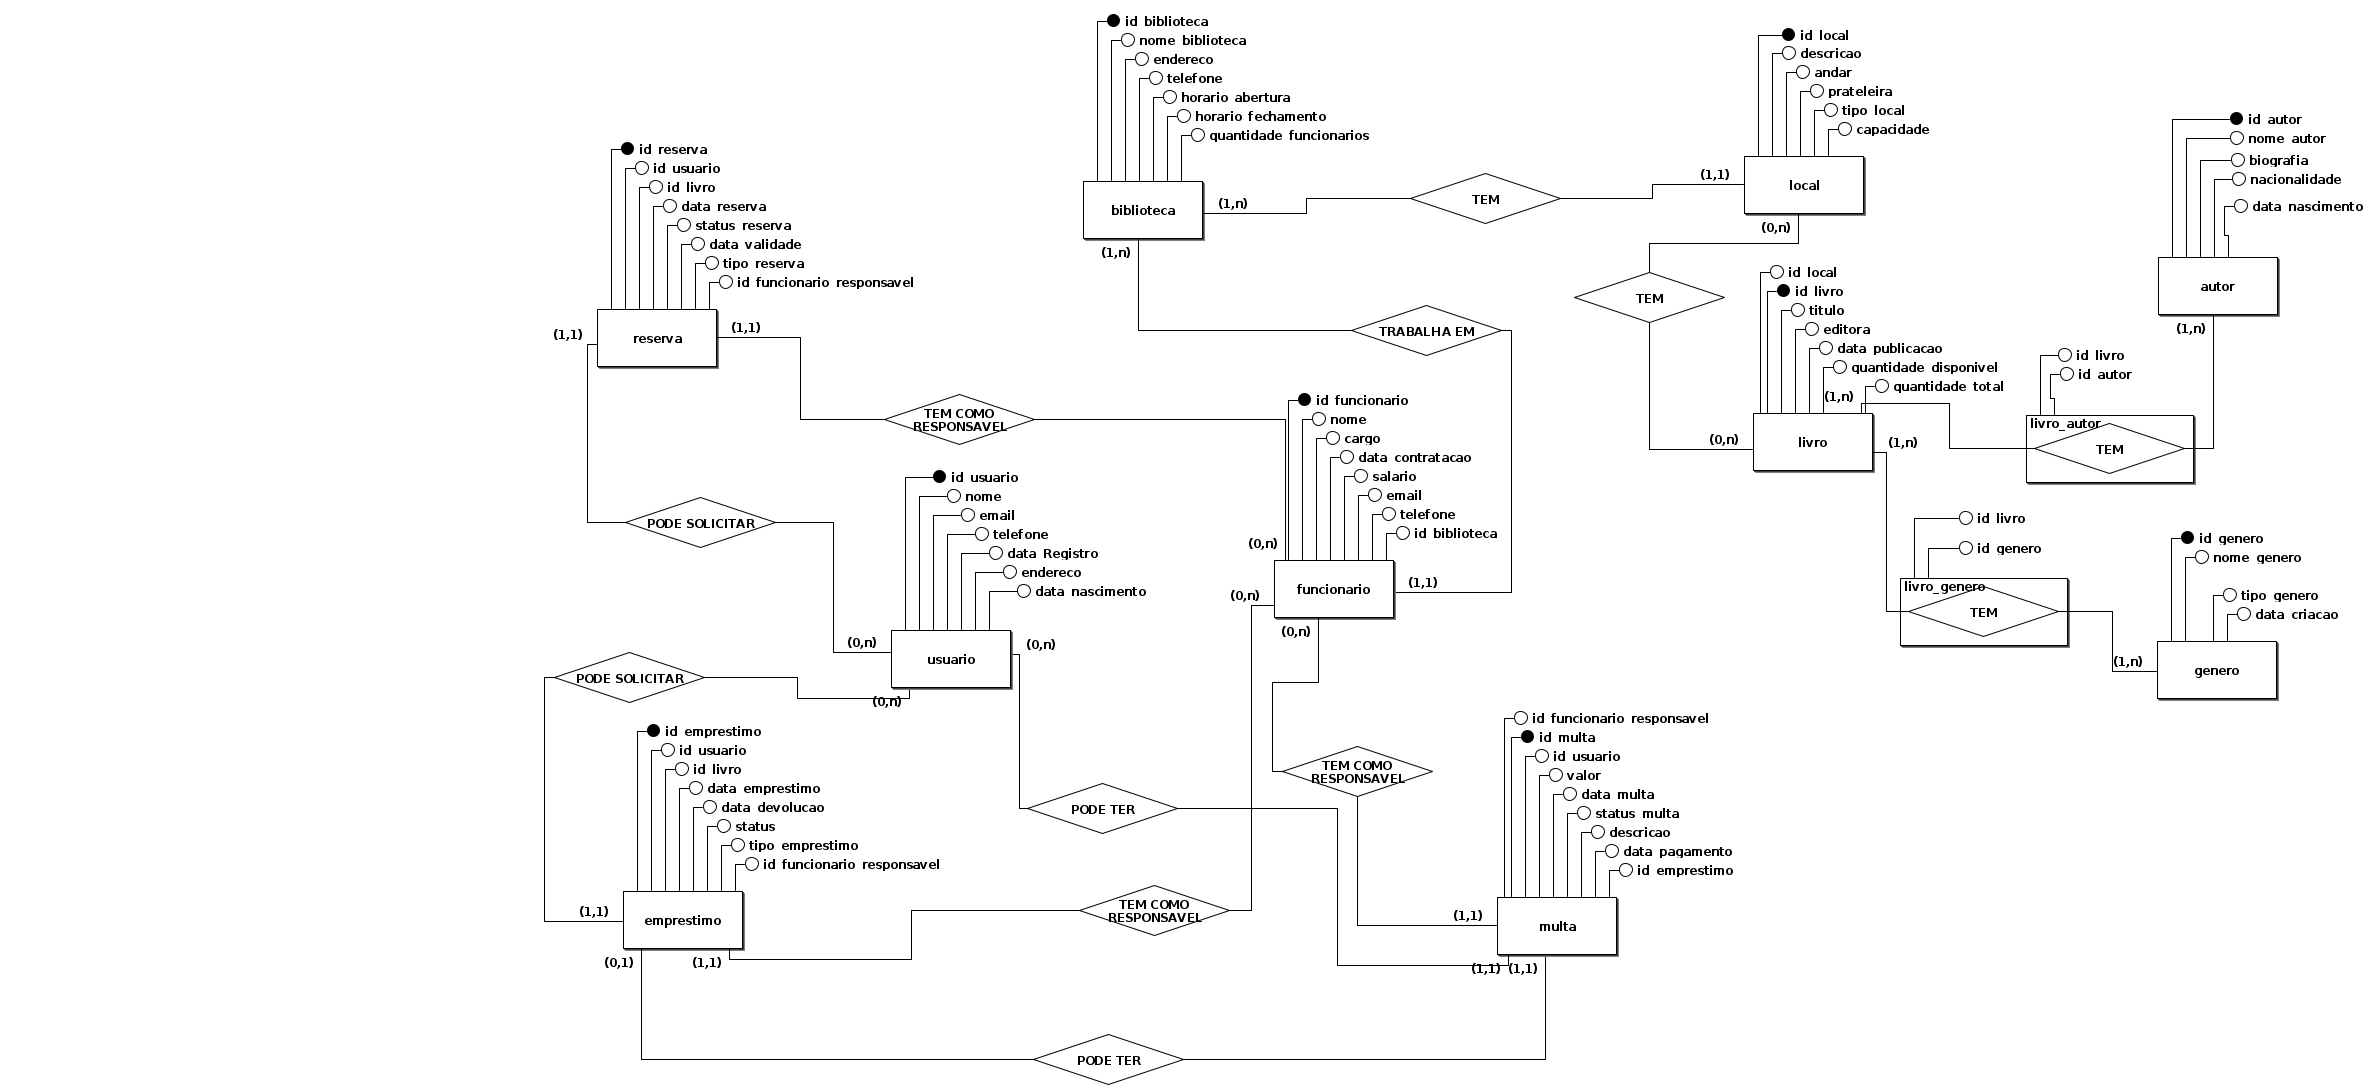 id biblioteca
nome biblioteca
endereco
telefone
horario abertura
horario fechamento
quantidade funcionarios
biblioteca
(1,n)
(1,n)
TEM
(1,1)
id local
descricao
andar
prateleira
tipo local
capacidade
local
(0,n)
TEM
(0,n)
id autor
nome autor
biografia
nacionalidade
data nascimento
autor
(1,n)
id reserva
id usuario
id livro
data reserva
status reserva
data validade
tipo reserva
id funcionario responsavel
reserva
(1,1)
(1,1)
TRABALHA EM
id local
id livro
titulo
editora
data publicacao
quantidade disponivel
quantidade total
(1,n)
livro
(1,n)
id livro
id autor
livro_autor
TEM
TEM COMO
RESPONSAVEL
id funcionario
nome
cargo
data contratacao
salario
email
telefone
id biblioteca
(0,n)
funcionario
(1,1)
(0,n)
(0,n)
PODE SOLICITAR
id usuario
nome
email
telefone
data Registro
endereco
data nascimento
usuario
(0,n)
(0,n)
(0,n)
id livro
id genero
livro_genero
TEM
id genero
nome genero
tipo genero
data criacao
(1,n)
genero
PODE SOLICITAR
id emprestimo
id usuario
id livro
data emprestimo
data devolucao
status
tipo emprestimo
id funcionario responsavel
emprestimo
(1,1)
(0,1)
(1,1)
PODE TER
TEM COMO
RESPONSAVEL
TEM COMO
RESPONSAVEL
id funcionario responsavel
id multa
id usuario
valor
data multa
status multa
descricao
data pagamento
id emprestimo
multa
(1,1)
(1,1)
(1,1)
PODE TER